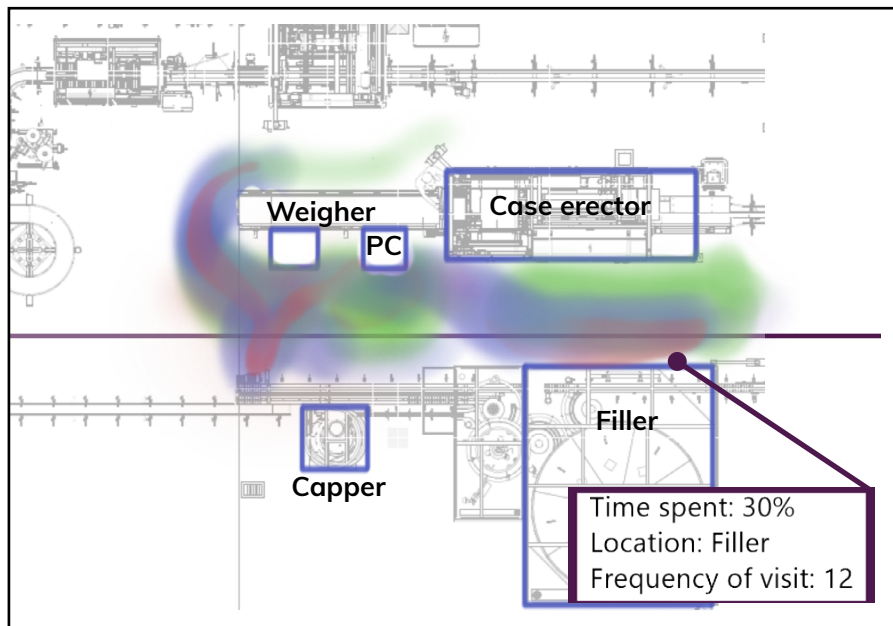 Weigher
Case erector
PC
Filler
Capper
Time spent: 30%
Location: Filler
Frequency of visit: 12